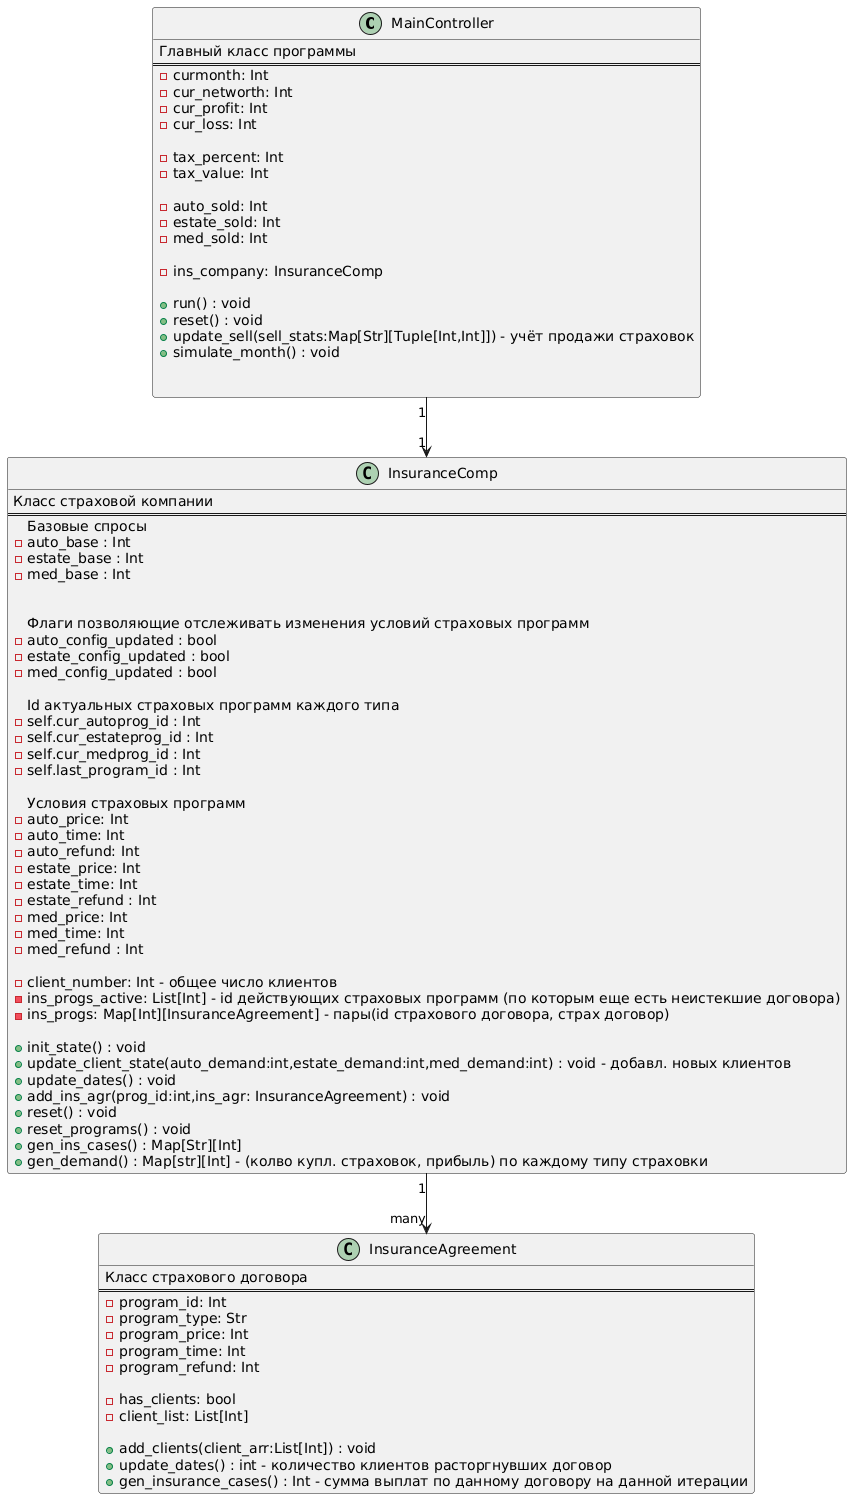 C MainController
Главный класс программы
curmonth: Int
cur_networth: Int
cur_profit: Int
cur_loss: Int
tax_percent: Int
tax_value: Int
auto_sold: Int
estate_sold: Int
med_sold: Int
ins_company: InsuranceComp
run() : void
reset() : void
update_sell(sell_stats:Map[Str][Tuple[Int,Int]]) - учёт продажи страховок
simulate_month() : void
1
1
C InsuranceComp
Класс страховой компании
Базовые спросы
auto_base : Int
estate_base : Int
med_base : Int
Флаги позволяющие отслеживать изменения условий страховых программ
auto_config_updated : bool
estate_config_updated : bool
med_config_updated : bool
Id актуальных страховых программ каждого типа
self.cur_autoprog_id : Int
self.cur_estateprog_id : Int
self.cur_medprog_id : Int
self.last_program_id : Int
Условия страховых программ
auto_price: Int
auto_time: Int
auto_refund: Int
estate_price: Int
estate_time: Int
estate_refund : Int
med_price: Int
med_time: Int
med_refund : Int
client_number: Int - общее число клиентов
ins_progs_active: List[Int] - id действующих страховых программ (по которым еще есть неистекшие договора)
ins_progs: Map[Int][InsuranceAgreement] - пары(id страхового договора, страх договор)
init_state() : void
update_client_state(auto_demand:int,estate_demand:int,med_demand:int) : void - добавл. новых клиентов
update_dates() : void
add_ins_agr(prog_id:int,ins_agr: InsuranceAgreement) : void
reset() : void
reset_programs() : void
gen_ins_cases() : Map[Str][Int]
gen_demand() : Map[str][Int] - (колво купл. страховок, прибыль) по каждому типу страховки
1
many
C InsuranceAgreement
Класс страхового договора
program_id: Int
program_type: Str
program_price: Int
program_time: Int
program_refund: Int
has_clients: bool
client_list: List[Int]
add_clients(client_arr:List[Int]) : void
update_dates() : int - количество клиентов расторгнувших договор
gen_insurance_cases() : Int - сумма выплат по данному договору на данной итерации